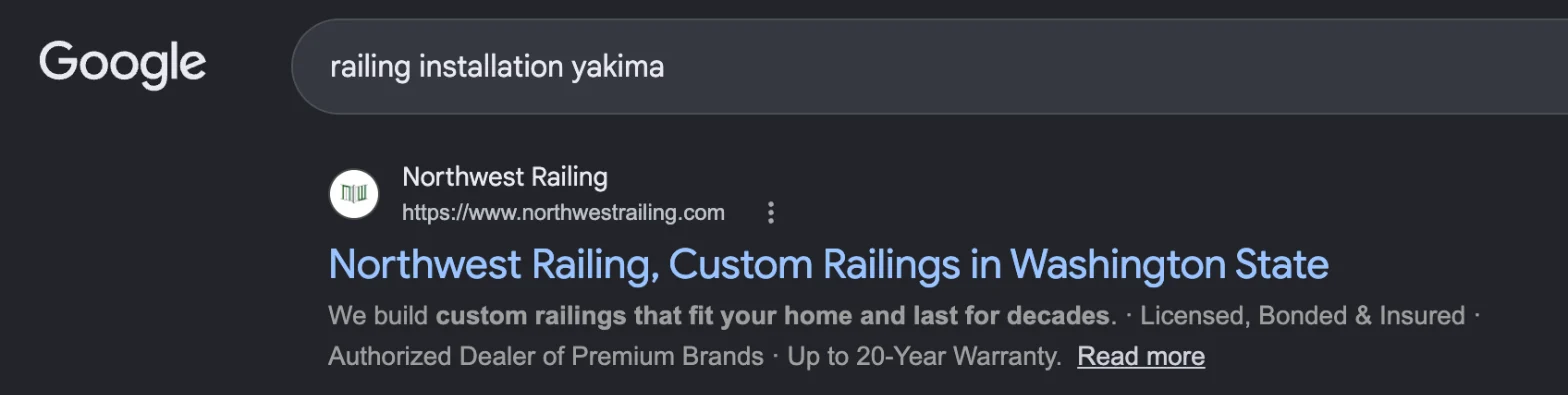 Google
railing installation yakima
Northwest Railing
https://www.northwestrailing.com
Northwest Railing, Custom Railings in Washington State
We build custom railings that fit your home and last for decades. · Licensed, Bonded & Insured ·
Authorized Dealer of Premium Brands · Up to 20-Year Warranty. Read more